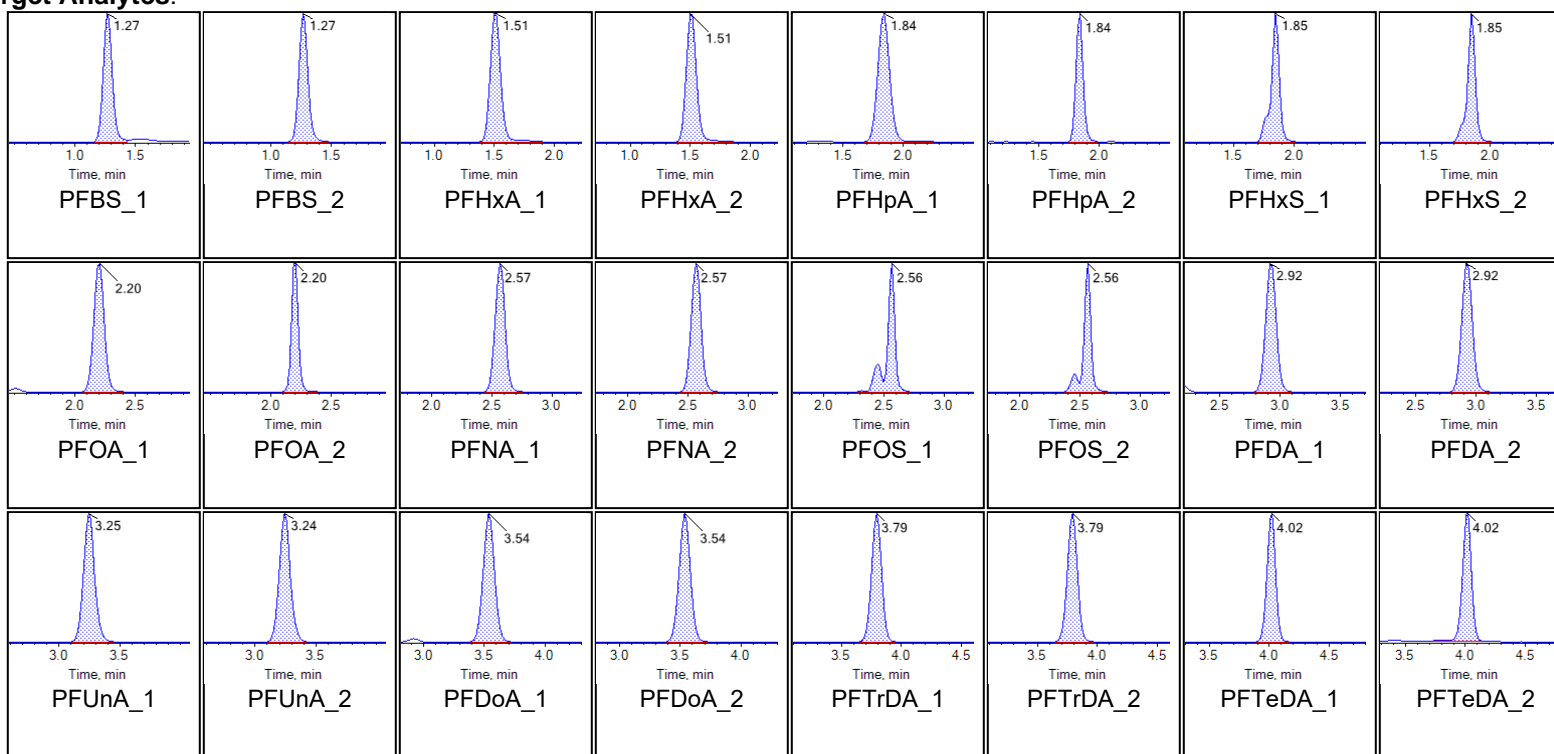 rget Analytes:
1.27 1.27 1.51 1.51 1.84 1.84 1.85 1.85
1.0 1.5 1.0 1.5 1.0 1.5 2.0 1.0 1.5 2.0 1.5 2.0 1.5 2.0 1.5 2.0 1.5 2.0
Time, min Time, min Time, min Time, min Time, min Time, min Time, min Time, min
PFBS_1 PFBS_2 PFHxA_1 PFHxA_2 PFHpA_1 PFHpA_2 PFHxS_1 PFHxS_2
2.20 2.20 2.57 2.57 2.56 2.56 2.92 2.92
2.0 2.5 2.0 2.5 2.0 2.5 3.0 2.0 2.5 3.0 2.0 2.5 3.0 2.0 2.5 3.0 2.5 3.0 3.5 2.5 3.0 3.5
Time, min Time, min Time, min Time, min Time, min Time, min Time, min Time, min
PFOA_1 PFOA_2 PFNA_1 PFNA_2 PFOS_1 PFOS_2 PFDA_1 PFDA_2
3.25 3.24 3.54 3.54 3.79 3.79 4.02 4.02
3.0 3.5 3.0 3.5 3.0 3.5 4.0 3.0 3.5 4.0 3.5 4.0 4.5 3.5 4.0 4.5 3.5 4.0 4.5 3.5 4.0 4.5
Time, min Time, min Time, min Time, min Time, min Time, min Time, min Time, min
PFUnA_1 PFUnA_2 PFDoA_1 PFDoA_2 PFTrDA_1 PFTrDA_2 PFTeDA_1 PFTeDA_2